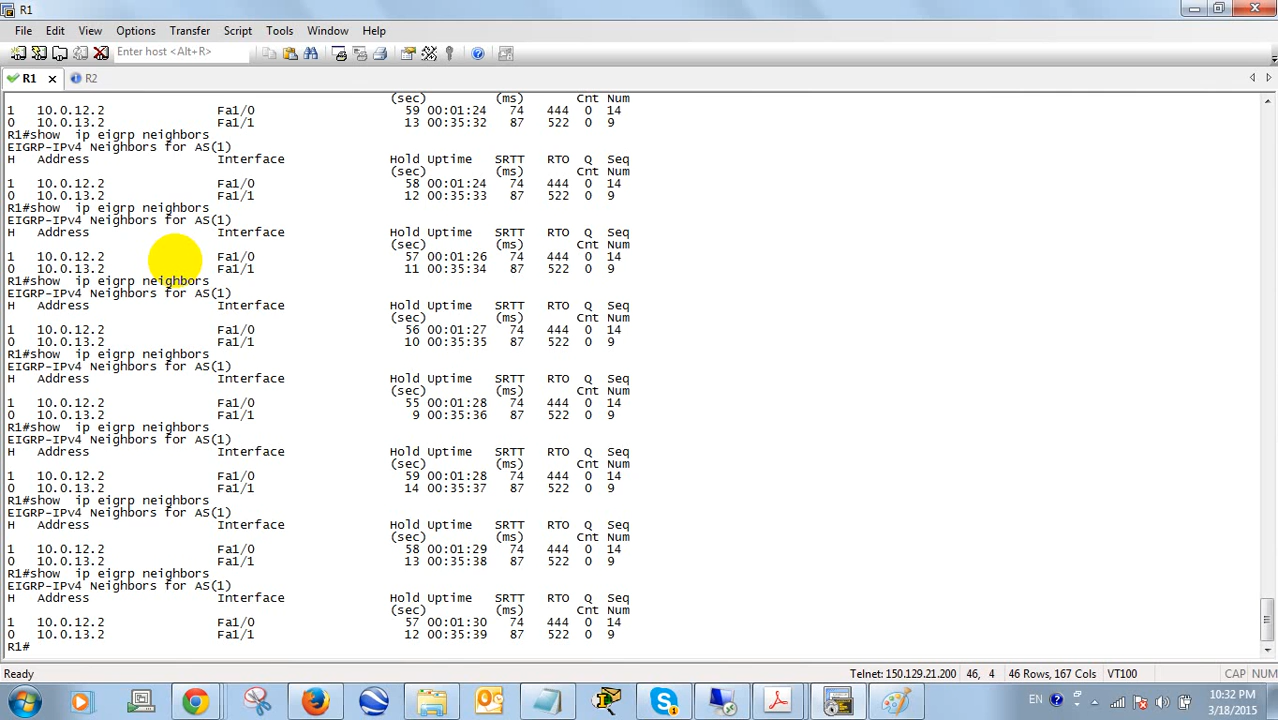 R1
File Edit View Options Transfer Script Tools Window Help
Enter host <Alt+R>
R1 R2
(sec) (ms) Cnt Num
1 10.0.12.2 Fa1/0 59 00:01:24 74 444 0 14
0 10.0.13.2 Fa1/1 13 00:35:32 87 522 0 9
R1#show ip eigrp neighbors
EIGRP-IPv4 Neighbors for AS(1)
H Address Interface Hold Uptime SRTT RTO Q Seq
(sec) (ms) Cnt Num
1 10.0.12.2 Fa1/0 58 00:01:24 74 444 0 14
0 10.0.13.2 Fa1/1 12 00:35:33 87 522 0 9
R1#show ip eigrp neighbors
EIGRP-IPv4 Neighbors for AS(1)
H Address Interface Hold Uptime SRTT RTO Q Seq
(sec) (ms) Cnt Num
1 10.0.12.2 Fa1/0 57 00:01:26 74 444 0 14
0 10.0.13.2 Fa1/1 11 00:35:34 87 522 0 9
R1#show ip eigrp neighbors
EIGRP-IPv4 Neighbors for AS(1)
H Address Interface Hold Uptime SRTT RTO Q Seq
(sec) (ms) Cnt Num
1 10.0.12.2 Fa1/0 56 00:01:27 74 444 0 14
0 10.0.13.2 Fa1/1 10 00:35:35 87 522 0 9
R1#show ip eigrp neighbors
EIGRP-IPv4 Neighbors for AS(1)
H Address Interface Hold Uptime SRTT RTO Q Seq
(sec) (ms) Cnt Num
1 10.0.12.2 Fa1/0 55 00:01:28 74 444 0 14
0 10.0.13.2 Fa1/1 9 00:35:36 87 522 0 9
R1#show ip eigrp neighbors
EIGRP-IPv4 Neighbors for AS(1)
H Address Interface Hold Uptime SRTT RTO Q Seq
(sec) (ms) Cnt Num
1 10.0.12.2 Fa1/0 59 00:01:28 74 444 0 14
0 10.0.13.2 Fa1/1 14 00:35:37 87 522 0 9
R1#show ip eigrp neighbors
EIGRP-IPv4 Neighbors for AS(1)
H Address Interface Hold Uptime SRTT RTO Q Seq
(sec) (ms) Cnt Num
1 10.0.12.2 Fa1/0 58 00:01:29 74 444 0 14
0 10.0.13.2 Fa1/1 13 00:35:38 87 522 0 9
R1#show ip eigrp neighbors
EIGRP-IPv4 Neighbors for AS(1)
H Address Interface Hold Uptime SRTT RTO Q Seq
(sec) (ms) Cnt Num
1 10.0.12.2 Fa1/0 57 00:01:30 74 444 0 14
0 10.0.13.2 Fa1/1 12 00:35:39 87 522 0 9
R1#
Ready Telnet: 150.129.21.200 46, 4 46 Rows, 167 Cols VT100 CAP NUM
EN 10:32 PM
3/18/2015